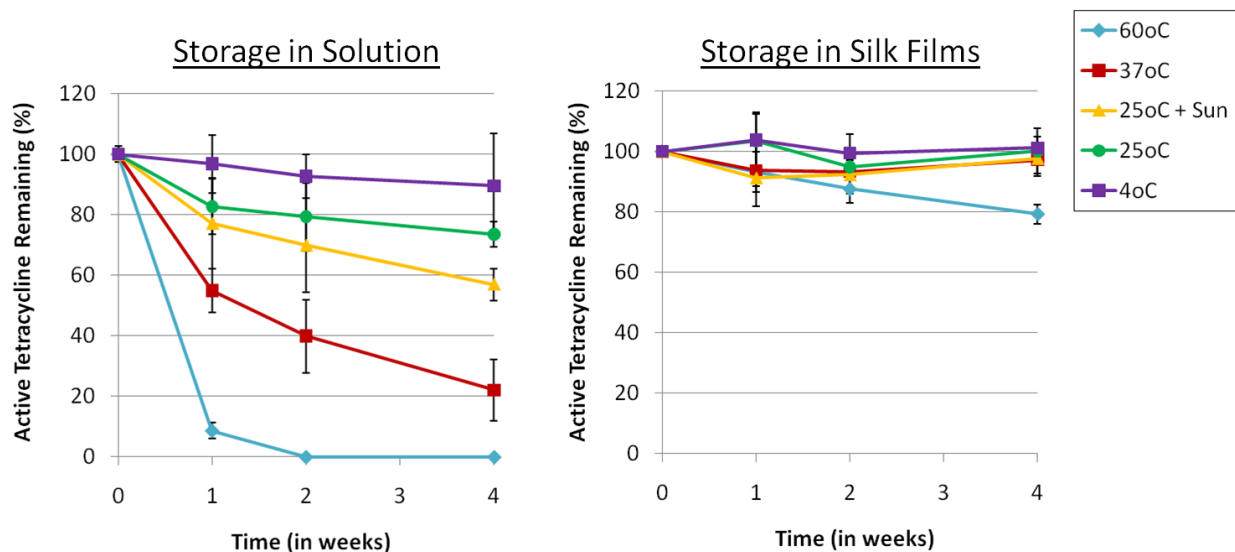 Storage in Solution
Active Tetracycline Remaining (%)
120
100
80
60
40
20
0
0 1 2 3 4
Time (in weeks)
Storage in Silk Films
Active Tetracycline Remaining (%)
120
100
80
60
40
20
0
0 1 2 3 4
Time (in weeks)
60oC
37oC
25oC + Sun
25oC
4oC